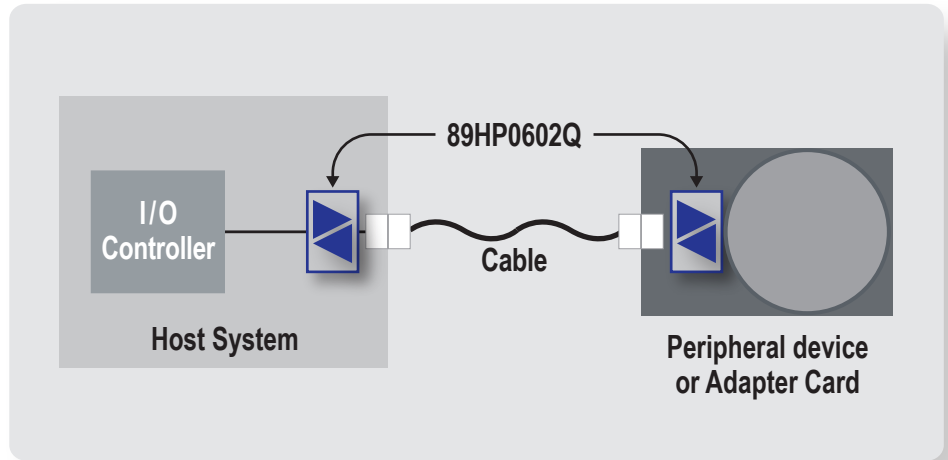 89HP0602Q
I/O
Controller
Cable
Host System
Peripheral device
or Adapter Card